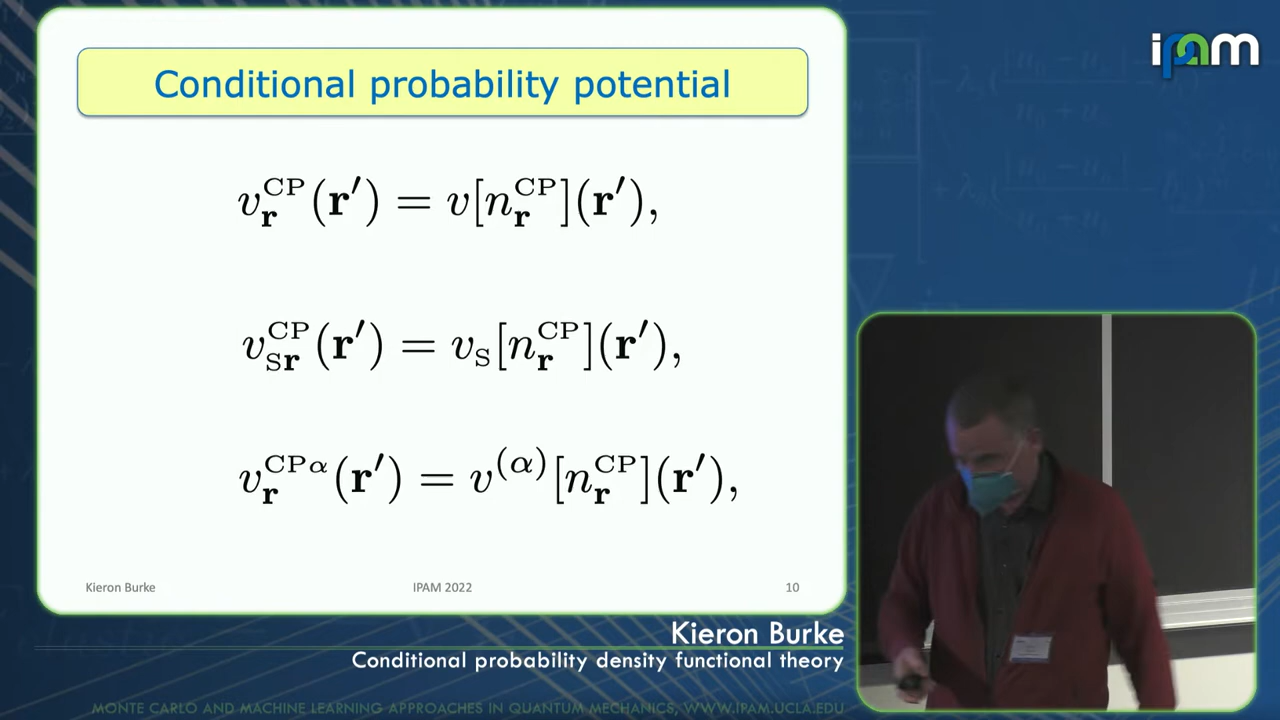 ipam
Conditional probability potential
v_r^CP(r′) = v[n_r^CP](r′),
v_Sr^CP(r′) = v_S[n_r^CP](r′),
v_r^CPα(r′) = v^(α)[n_r^CP](r′),
Kieron Burke IPAM 2022 10
Kieron Burke
Conditional probability density functional theory
MONTE CARLO AND MACHINE LEARNING APPROACHES IN QUANTUM MECHANICS, WWW.IPAM.UCLA.EDU